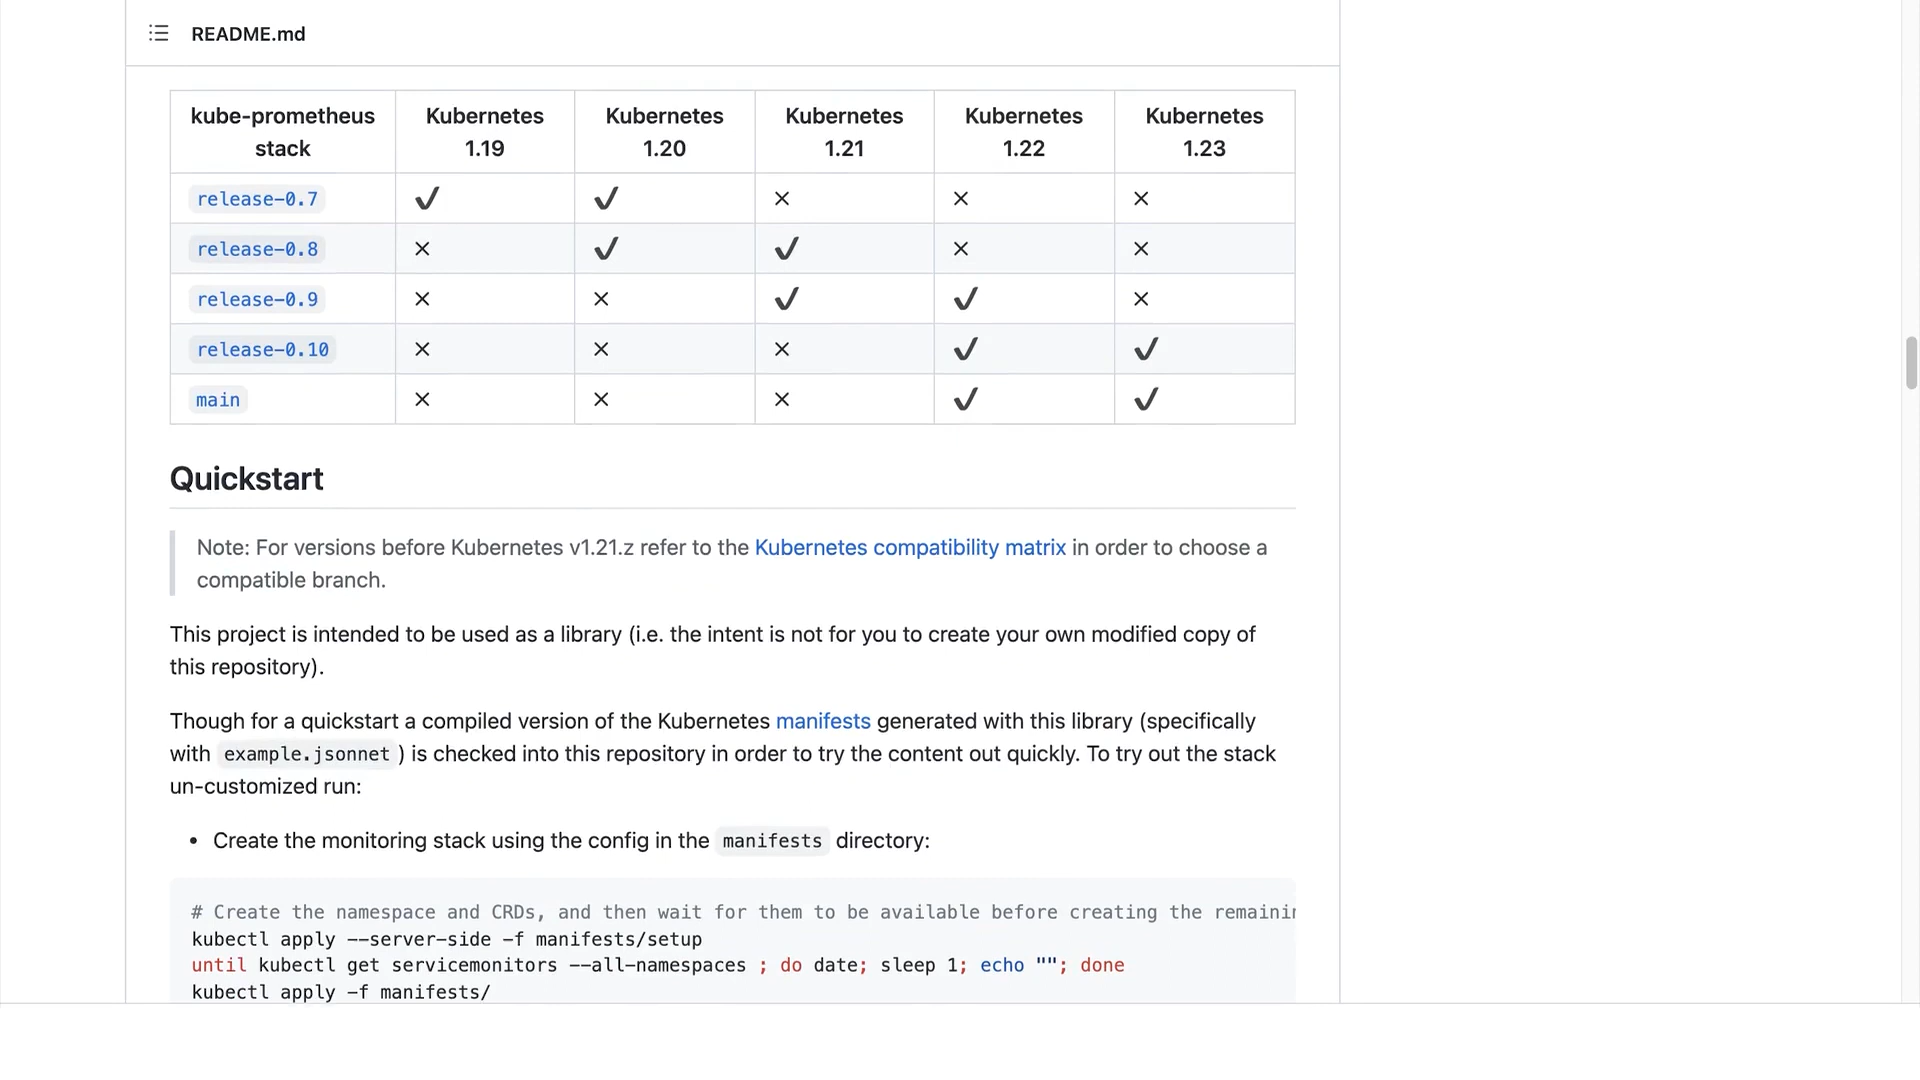 README.md
kube-prometheus stack Kubernetes 1.19 Kubernetes 1.20 Kubernetes 1.21 Kubernetes 1.22 Kubernetes 1.23
release-0.7 ✔ ✔ ✗ ✗ ✗
release-0.8 ✗ ✔ ✔ ✗ ✗
release-0.9 ✗ ✗ ✔ ✔ ✗
release-0.10 ✗ ✗ ✗ ✔ ✔
main ✗ ✗ ✗ ✔ ✔
Quickstart
Note: For versions before Kubernetes v1.21.z refer to the Kubernetes compatibility matrix in order to choose a
compatible branch.
This project is intended to be used as a library (i.e. the intent is not for you to create your own modified copy of
this repository).
Though for a quickstart a compiled version of the Kubernetes manifests generated with this library (specifically
with example.jsonnet ) is checked into this repository in order to try the content out quickly. To try out the stack
un-customized run:
• Create the monitoring stack using the config in the manifests directory:
# Create the namespace and CRDs, and then wait for them to be available before creating the
kubectl apply --server-side -f manifests/setup
until kubectl get servicemonitors --all-namespaces ; do date; sleep 1; echo ""; done
kubectl apply -f manifests/